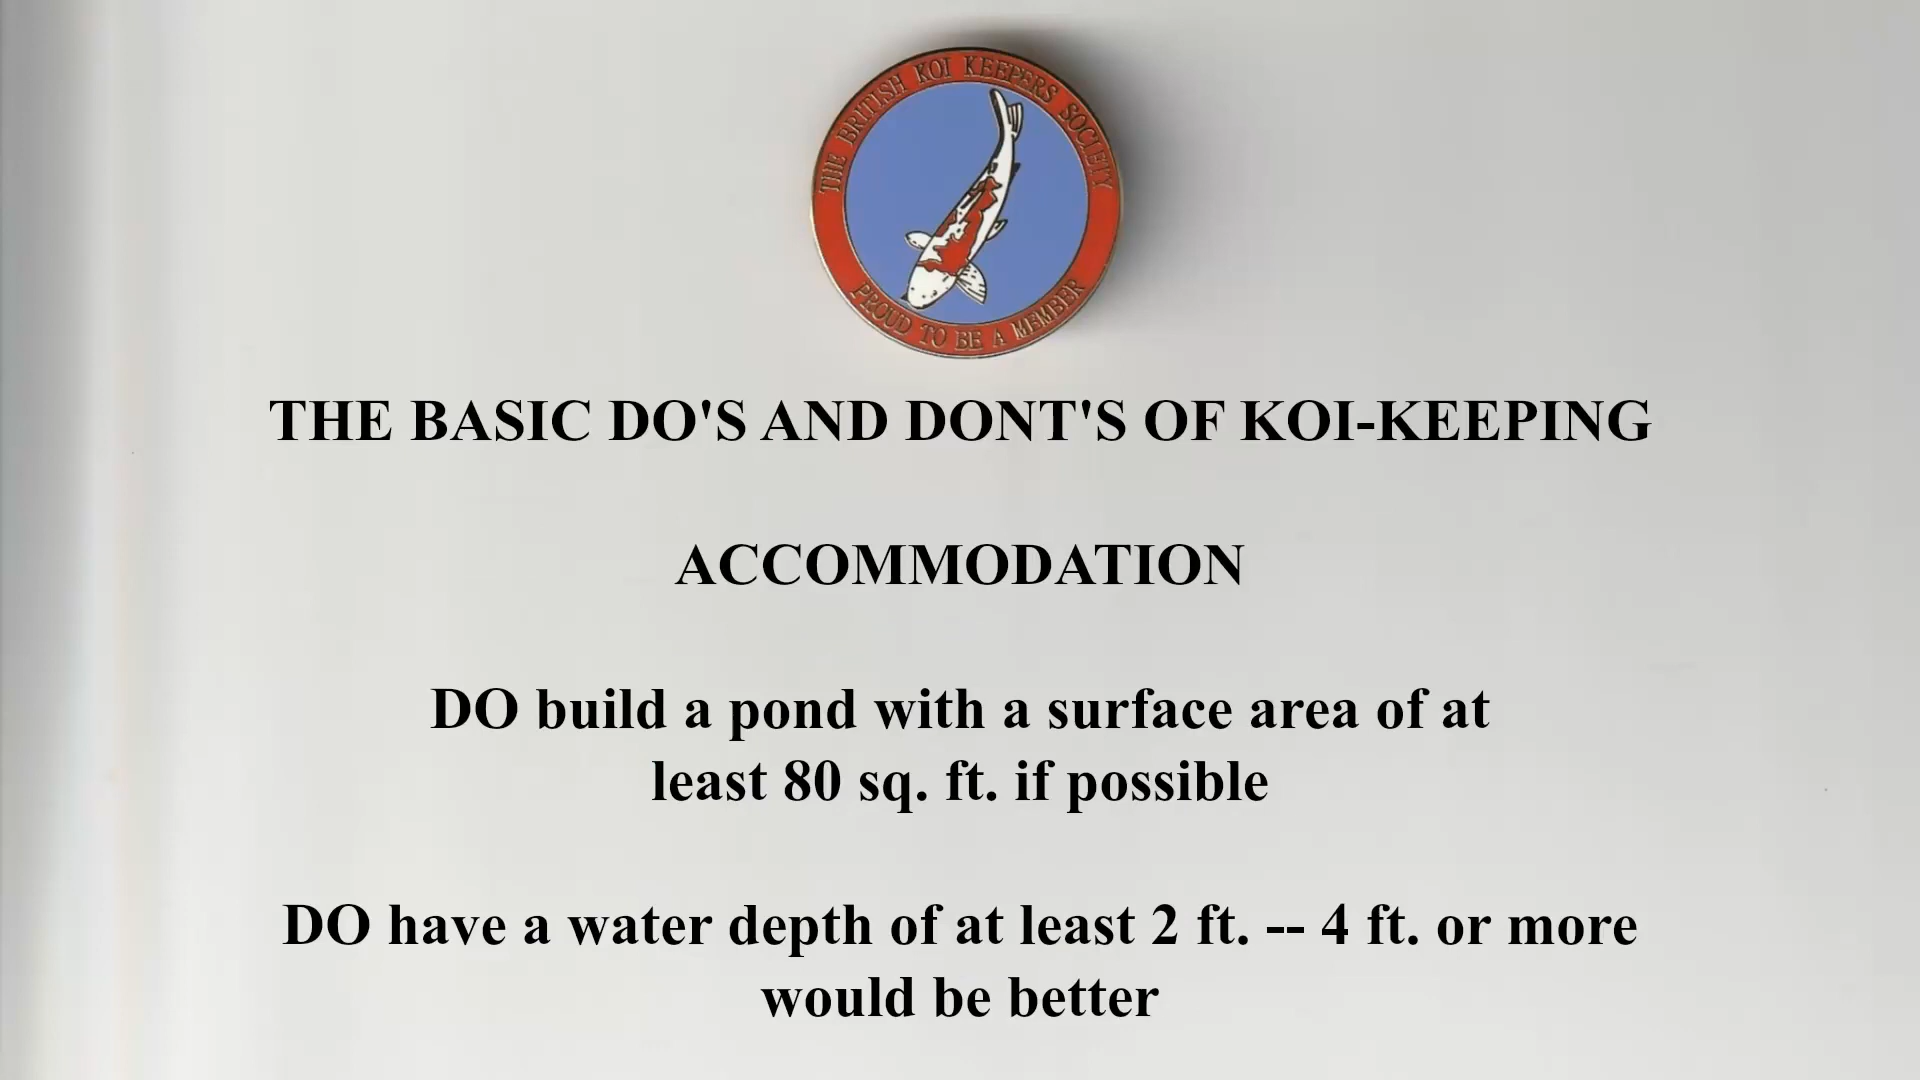 THE BRITISH KOI KEEPERS SOCIETY
PROUD TO BE A MEMBER
THE BASIC DO'S AND DONT'S OF KOI-KEEPING
ACCOMMODATION
DO build a pond with a surface area of at
least 80 sq. ft. if possible
DO have a water depth of at least 2 ft. -- 4 ft. or more
would be better